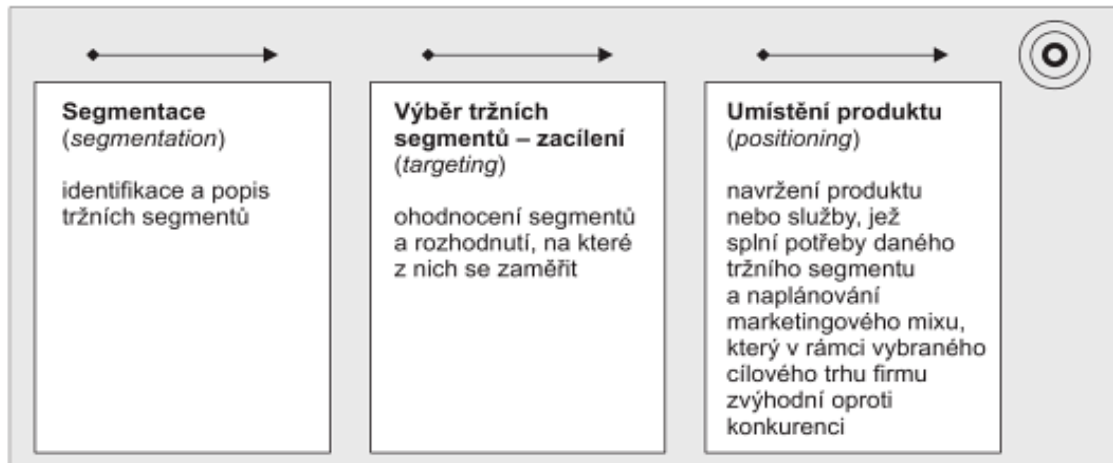 Segmentace
(segmentation)
identifikace a popis
tržních segmentů
Výběr tržních
segmentů – zacílení
(targeting)
ohodnocení segmentů
a rozhodnutí, na které
z nich se zaměřit
Umístění produktu
(positioning)
navržení produktu
nebo služby, jež
splní potřeby daného
tržního segmentu
a naplánování
marketingového mixu,
který v rámci vybraného
cílového trhu firmu
zvýhodní oproti
konkurenci